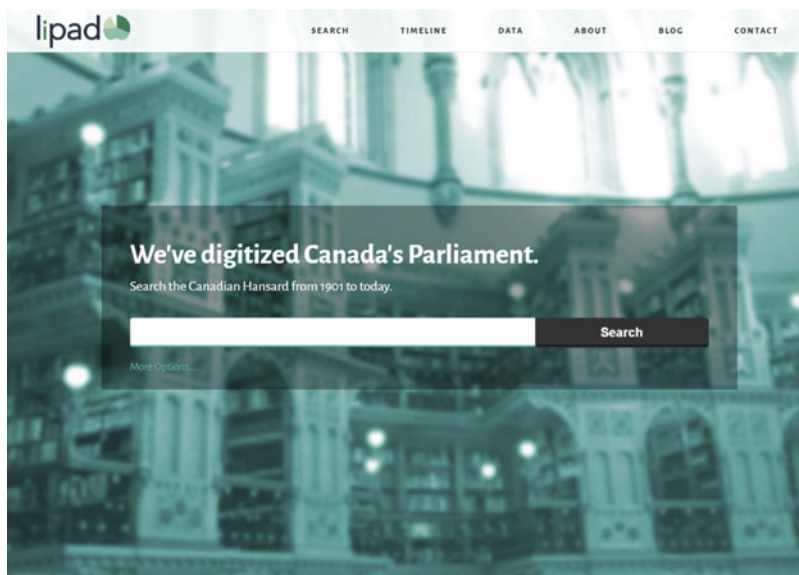 lipad
SEARCH TIMELINE DATA ABOUT BLOG CONTACT
We've digitized Canada's Parliament.
Search the Canadian Hansard from 1901 to today.
Search
More Options...